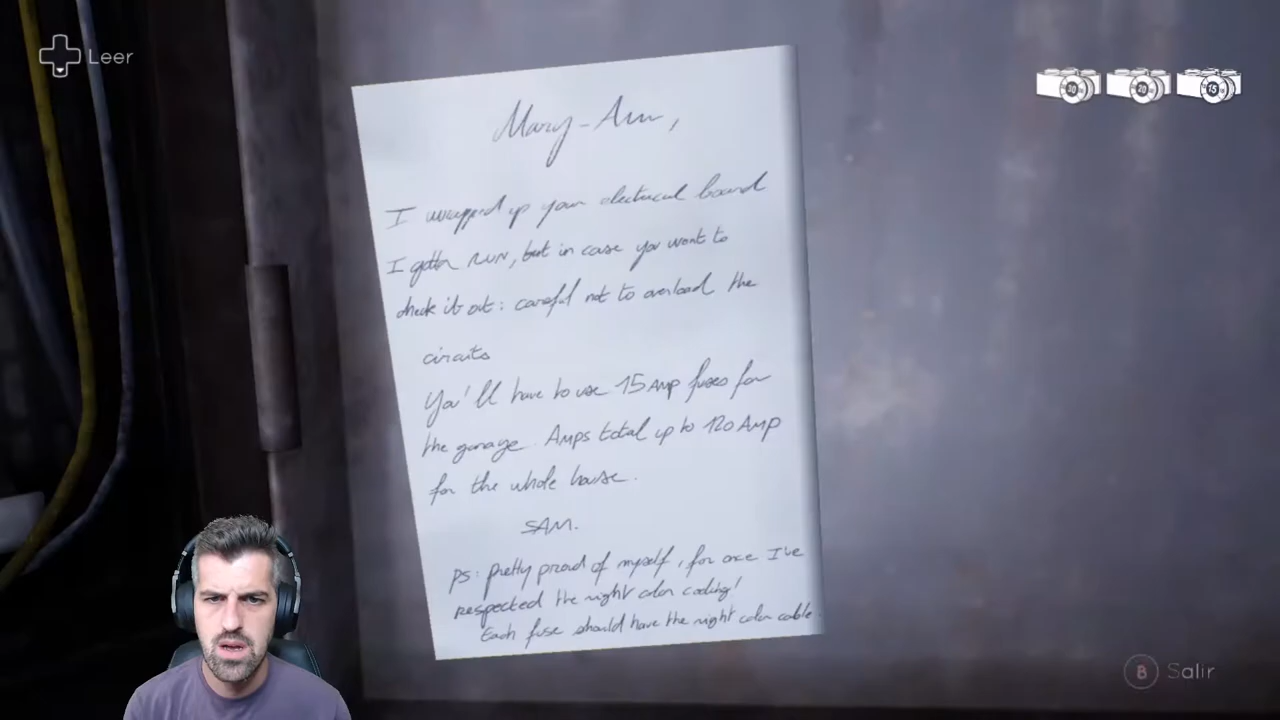 Leer
30 20 15
Mary-Ann,
I wrapped up your electrical board
I gotta RUN, but in case you want to
check it out: careful not to overload the
circuits
You'll have to use 15 AMP fuses for
the garage. AMPS total up to 120 AMP
for the whole house.
SAM.
PS: pretty proud of myself, for once I've
respected the right color coding!
Each fuse should have the right color cable.
B Salir